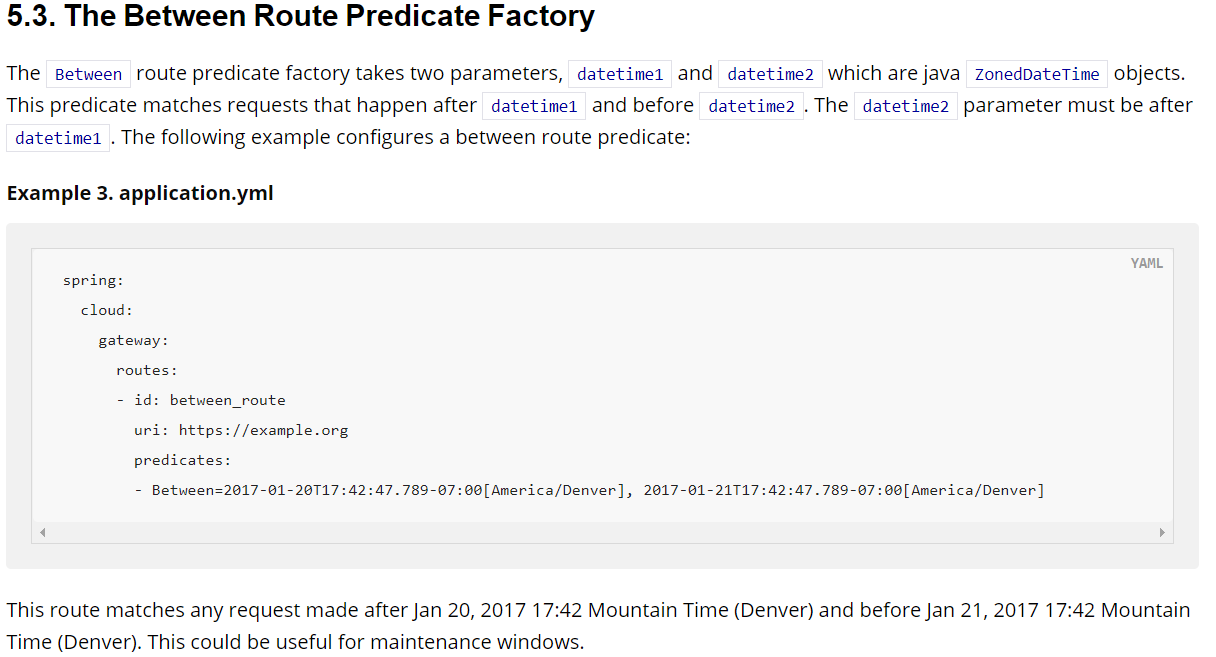 5.3. The Between Route Predicate Factory
The Between route predicate factory takes two parameters, datetime1 and datetime2 which are java ZonedDateTime objects.
This predicate matches requests that happen after datetime1 and before datetime2. The datetime2 parameter must be after
datetime1. The following example configures a between route predicate:
Example 3. application.yml
YAML
spring:
  cloud:
    gateway:
      routes:
      - id: between_route
        uri: https://example.org
        predicates:
        - Between=2017-01-20T17:42:47.789-07:00[America/Denver], 2017-01-21T17:42:47.789-07:00[America/Denver]
This route matches any request made after Jan 20, 2017 17:42 Mountain Time (Denver) and before Jan 21, 2017 17:42 Mountain
Time (Denver). This could be useful for maintenance windows.